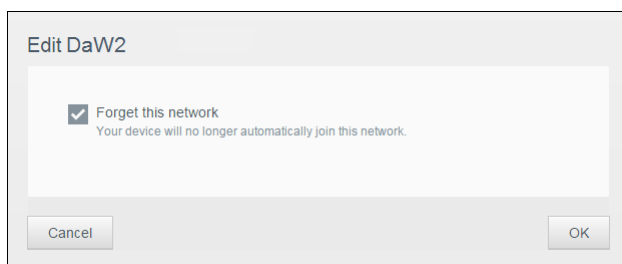 Edit DaW2
Forget this network
Your device will no longer automatically join this network.
Cancel
OK